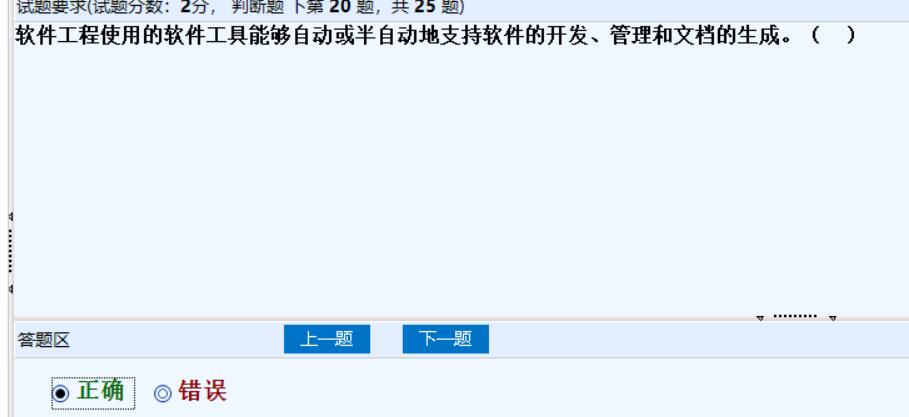 试题要求(试题分数：2分， 判断题 下第 20 题，共 25 题)
软件工程使用的软件工具能够自动或半自动地支持软件的开发、管理和文档的生成。（ ）
答题区 上一题 下一题
正确 错误